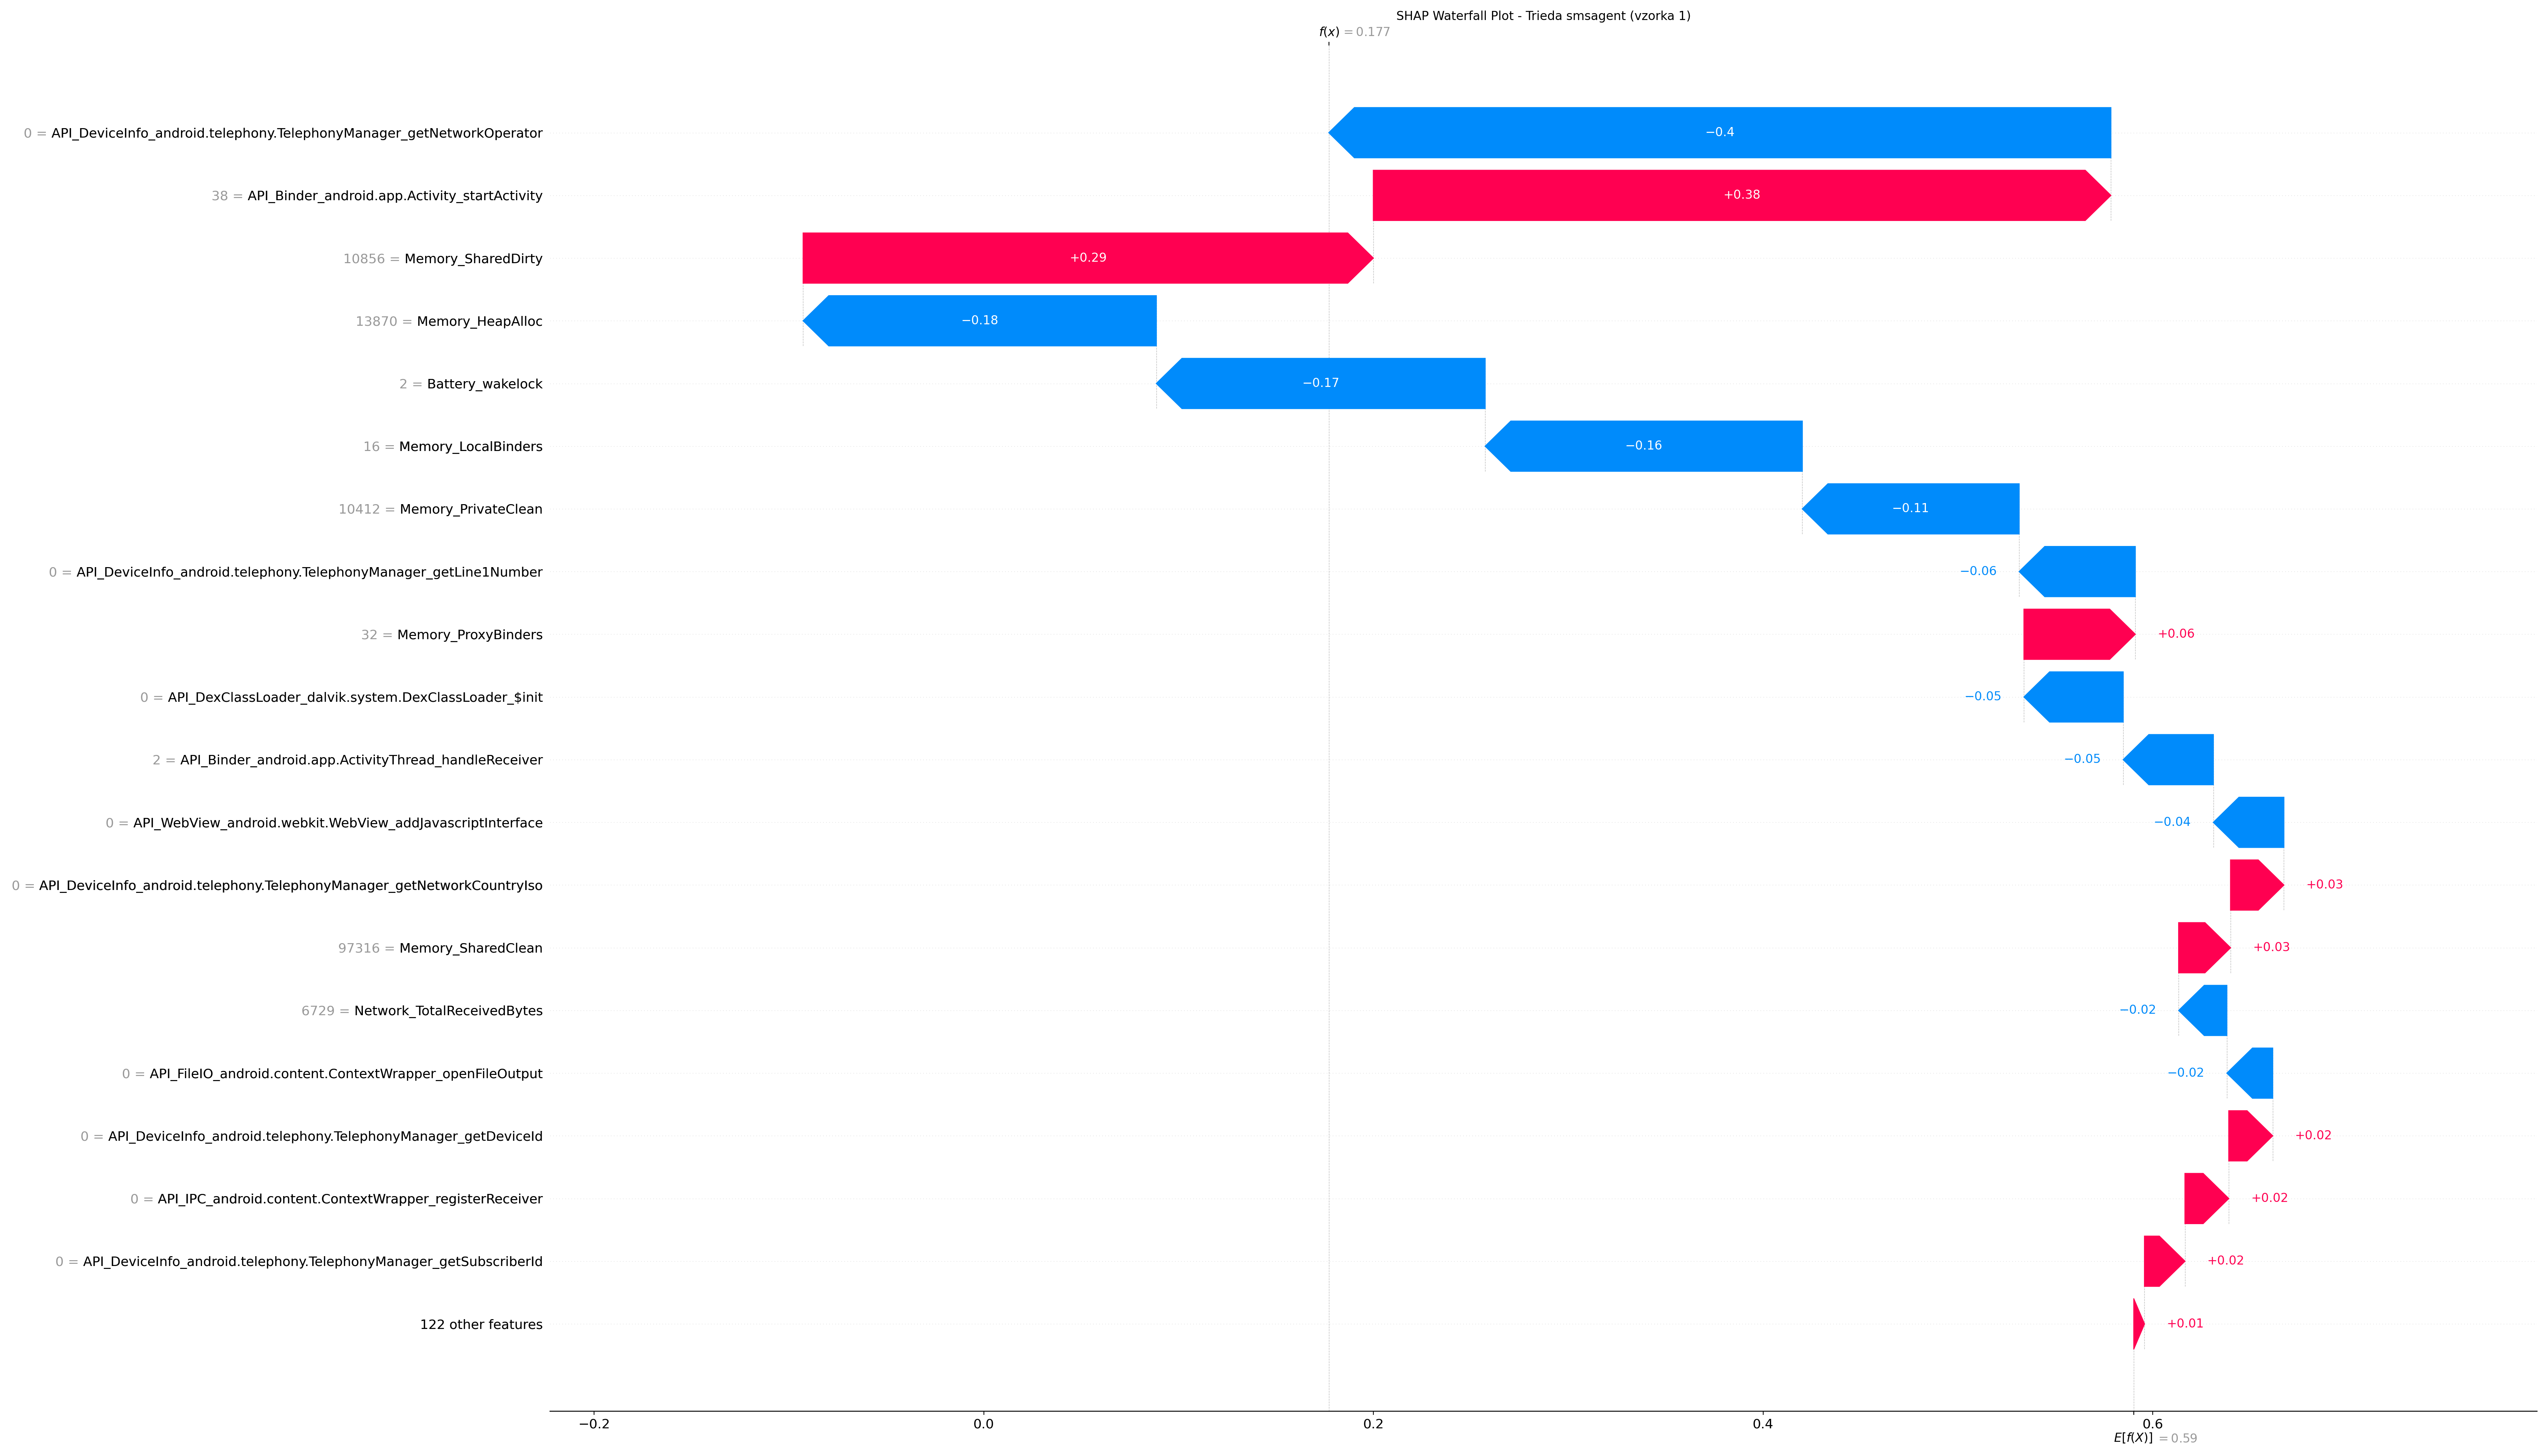 SHAP Waterfall Plot - Trieda smsagent (vzorka 1)
f(x) = 0.177
0 = API_DeviceInfo_android.telephony.TelephonyManager_getNetworkOperator −0.4
38 = API_Binder_android.app.Activity_startActivity +0.38
10856 = Memory_SharedDirty +0.29
13870 = Memory_HeapAlloc −0.18
2 = Battery_wakelock −0.17
16 = Memory_LocalBinders −0.16
10412 = Memory_PrivateClean −0.11
0 = API_DeviceInfo_android.telephony.TelephonyManager_getLine1Number −0.06
32 = Memory_ProxyBinders +0.06
0 = API_DexClassLoader_dalvik.system.DexClassLoader_$init −0.05
2 = API_Binder_android.app.ActivityThread_handleReceiver −0.05
0 = API_WebView_android.webkit.WebView_addJavascriptInterface −0.04
0 = API_DeviceInfo_android.telephony.TelephonyManager_getNetworkCountryIso +0.03
97316 = Memory_SharedClean +0.03
6729 = Network_TotalReceivedBytes −0.02
0 = API_FileIO_android.content.ContextWrapper_openFileOutput −0.02
0 = API_DeviceInfo_android.telephony.TelephonyManager_getDeviceId +0.02
0 = API_IPC_android.content.ContextWrapper_registerReceiver +0.02
0 = API_DeviceInfo_android.telephony.TelephonyManager_getSubscriberId +0.02
122 other features +0.01
−0.2 0.0 0.2 0.4 0.6
E[f(X)] = 0.59